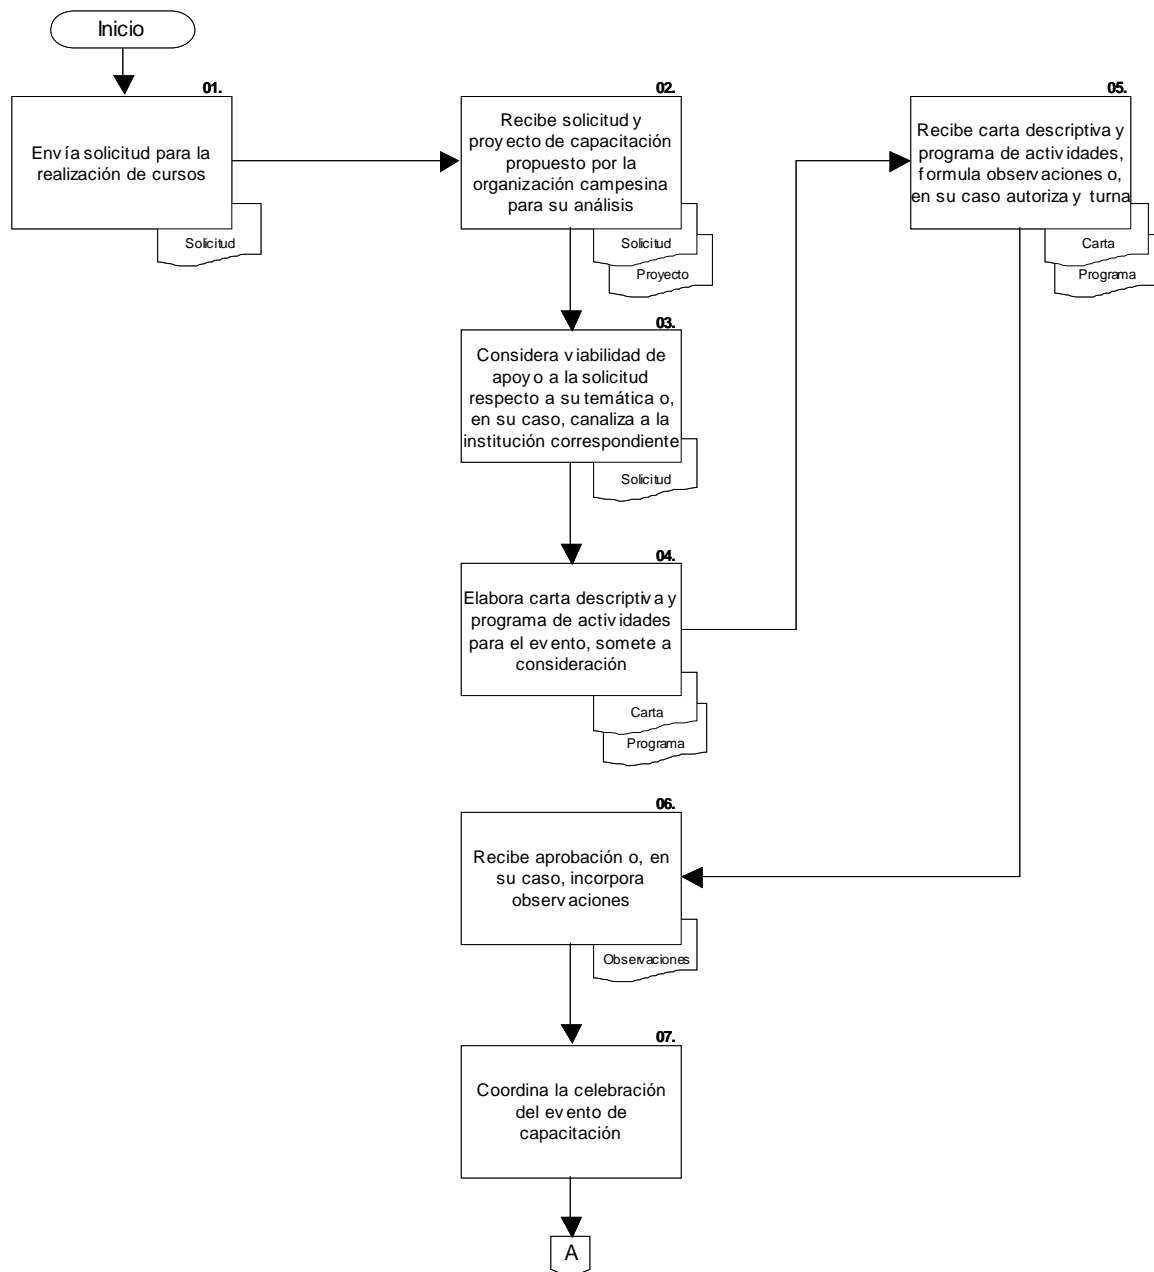 Inicio
01.
Envía solicitud para la
realización de cursos
Solicitud
02.
Recibe solicitud y
proyecto de capacitación
propuesto por la
organización campesina
para su análisis
Solicitud
Proyecto
03.
Considera viabilidad de
apoyo a la solicitud
respecto a su temática o,
en su caso, canaliza a la
institución correspondiente
Solicitud
04.
Elabora carta descriptiva y
programa de actividades
para el evento, somete a
consideración
Carta
Programa
05.
Recibe carta descriptiva y
programa de actividades,
formula observaciones o,
en su caso autoriza y turna
Carta
Programa
06.
Recibe aprobación o, en
su caso, incorpora
observaciones
Observaciones
07.
Coordina la celebración
del evento de
capacitación
A